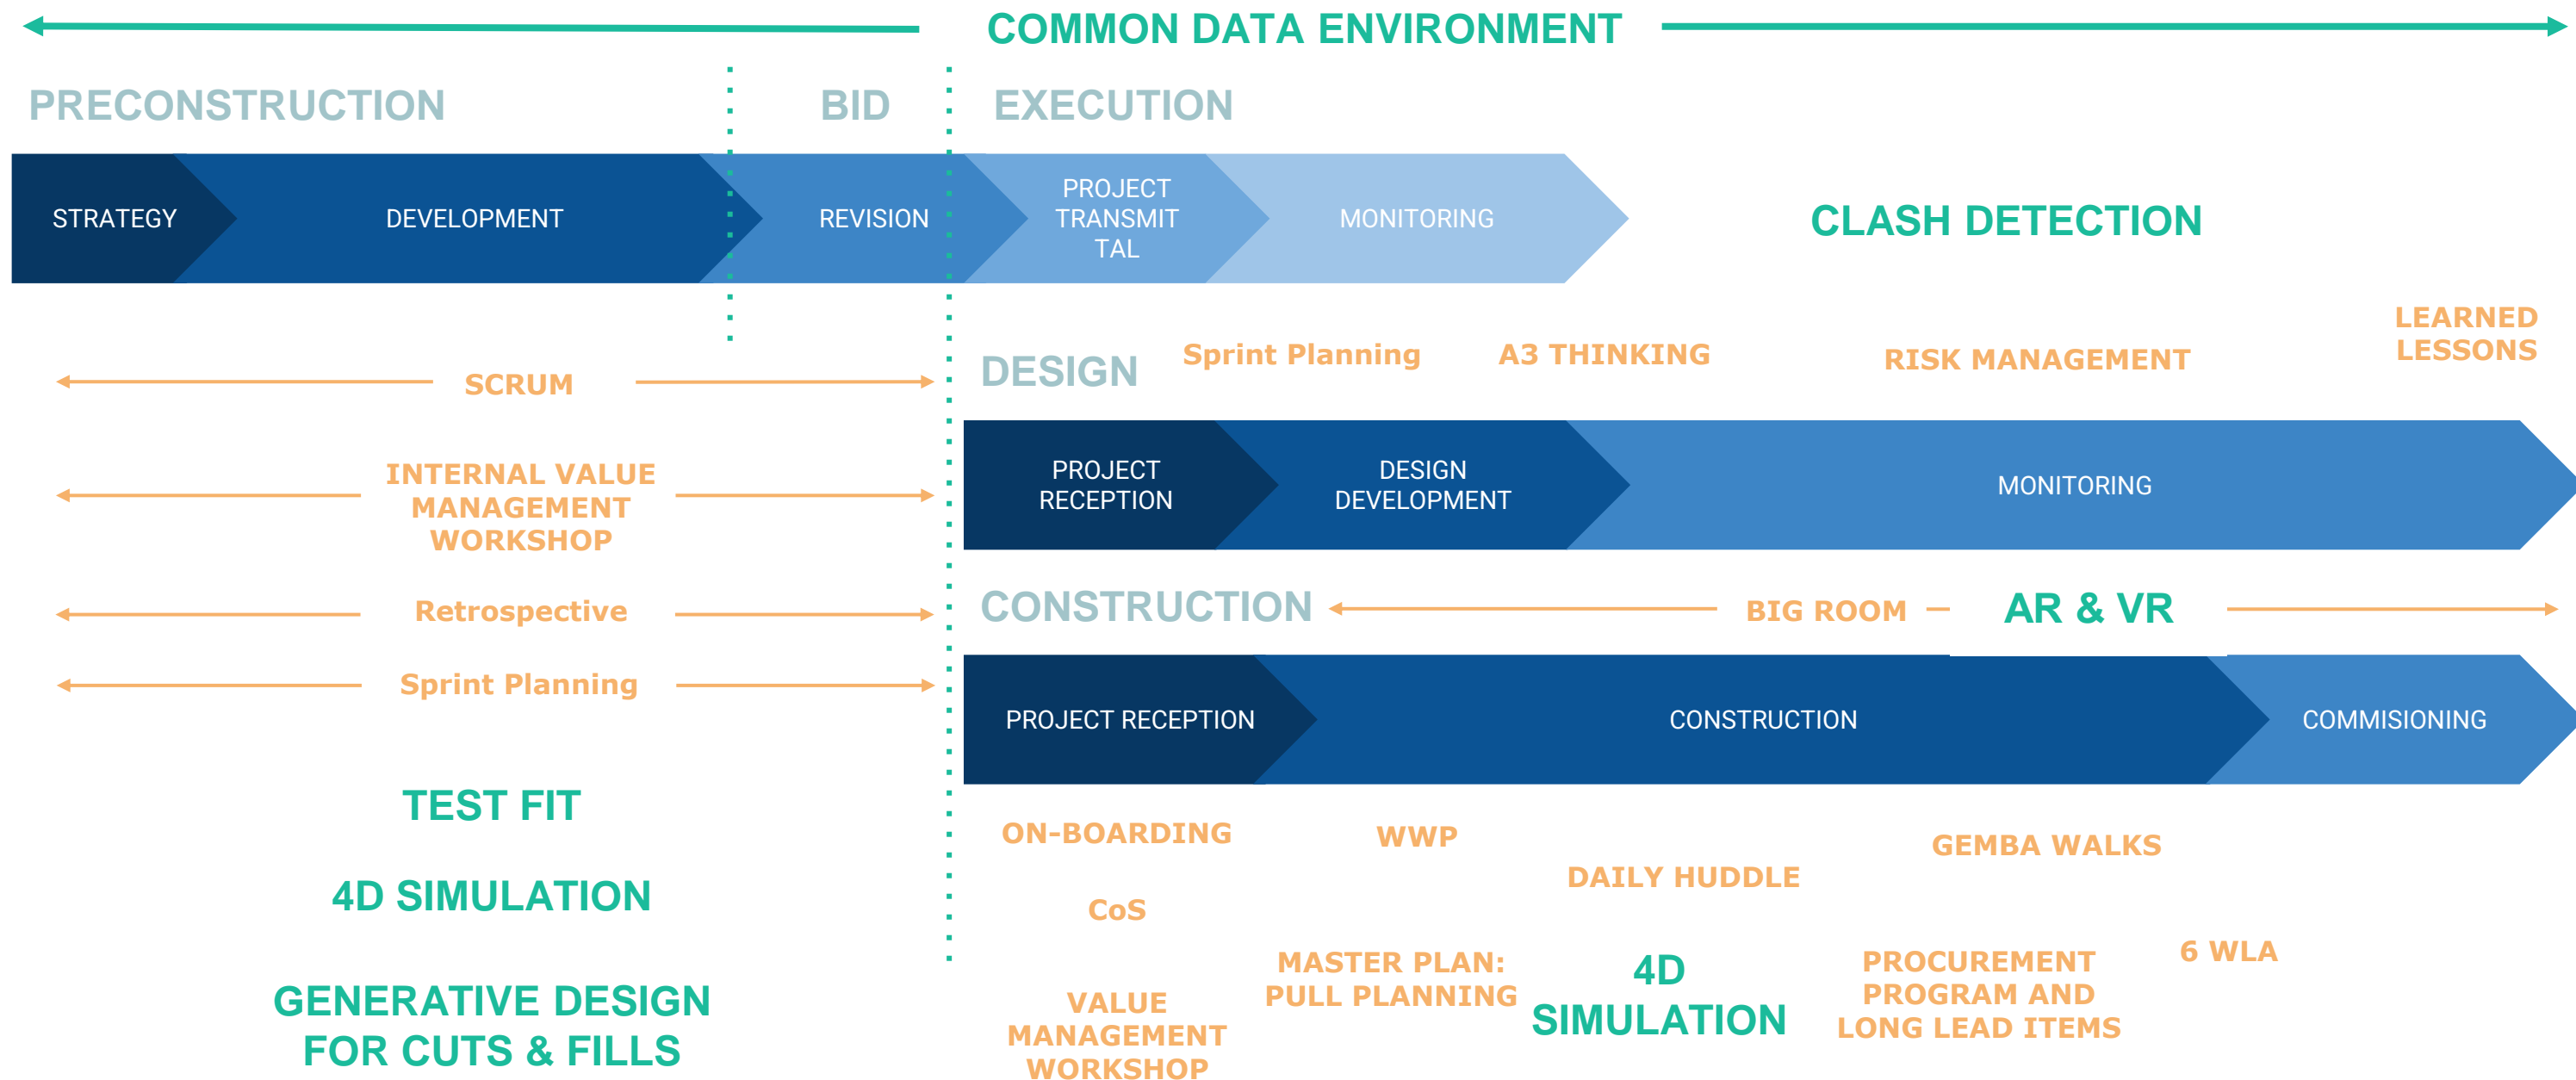 COMMON DATA ENVIRONMENT
PRECONSTRUCTION
BID
EXECUTION
STRATEGY
DEVELOPMENT
REVISION
PROJECT
TRANSMIT
TAL
MONITORING
CLASH DETECTION
SCRUM
INTERNAL VALUE
MANAGEMENT
WORKSHOP
Retrospective
Sprint Planning
TEST FIT
4D SIMULATION
GENERATIVE DESIGN
FOR CUTS & FILLS
DESIGN
Sprint Planning
A3 THINKING
RISK MANAGEMENT
LEARNED
LESSONS
PROJECT
RECEPTION
DESIGN
DEVELOPMENT
MONITORING
CONSTRUCTION
BIG ROOM
AR & VR
PROJECT RECEPTION
CONSTRUCTION
COMMISIONING
ON-BOARDING
WWP
DAILY HUDDLE
GEMBA WALKS
CoS
MASTER PLAN:
PULL PLANNING
4D
SIMULATION
PROCUREMENT
PROGRAM AND
LONG LEAD ITEMS
6 WLA
VALUE
MANAGEMENT
WORKSHOP